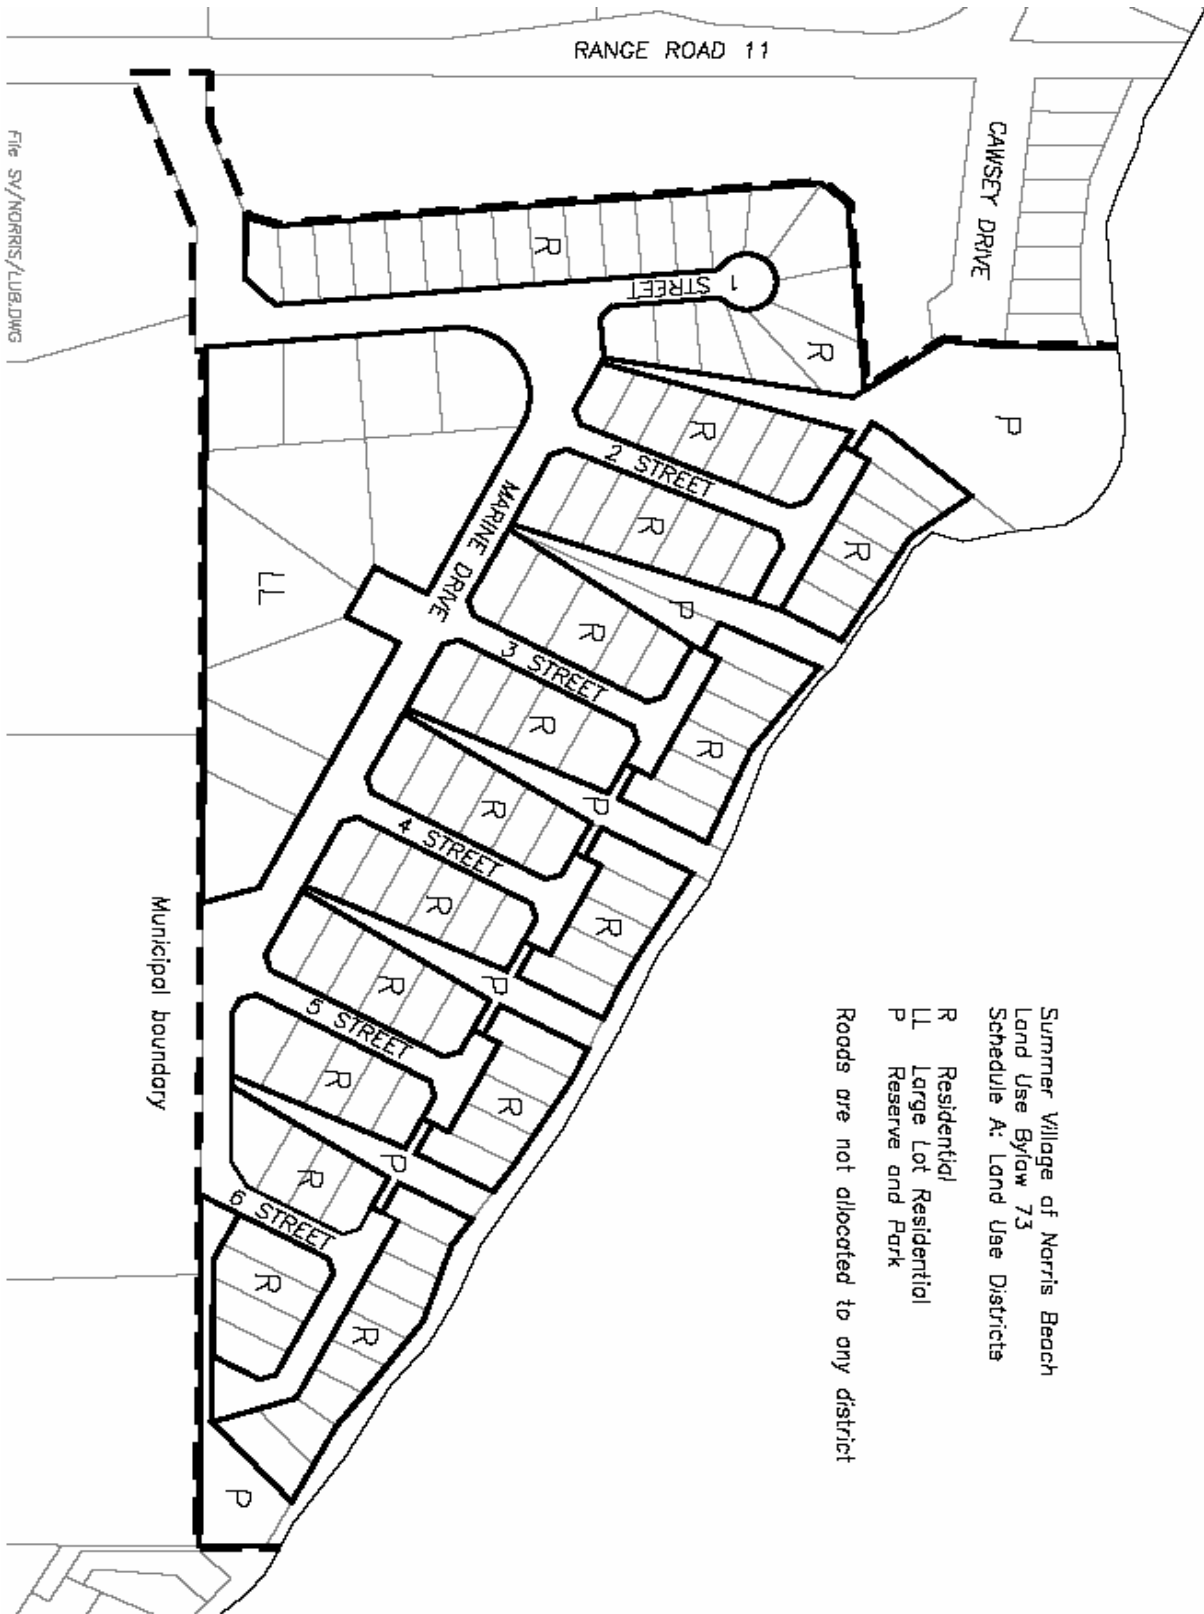 RANGE ROAD 11
CAWSEY DRIVE
File SV/NORRIS/LUB.DWG
R
1 STREET
R
P
R
2 STREET
R
R
MARINE DRIVE
LL
P
R
3 STREET
R
R
P
R
4 STREET
R
R
P
R
5 STREET
R
R
P
R
6 STREET
R
R
P
Municipal boundary
Summer Village of Norris Beach
Land Use Bylaw 73
Schedule A: Land Use Districts
R Residential
LL Large Lot Residential
P Reserve and Park
Roads are not allocated to any district